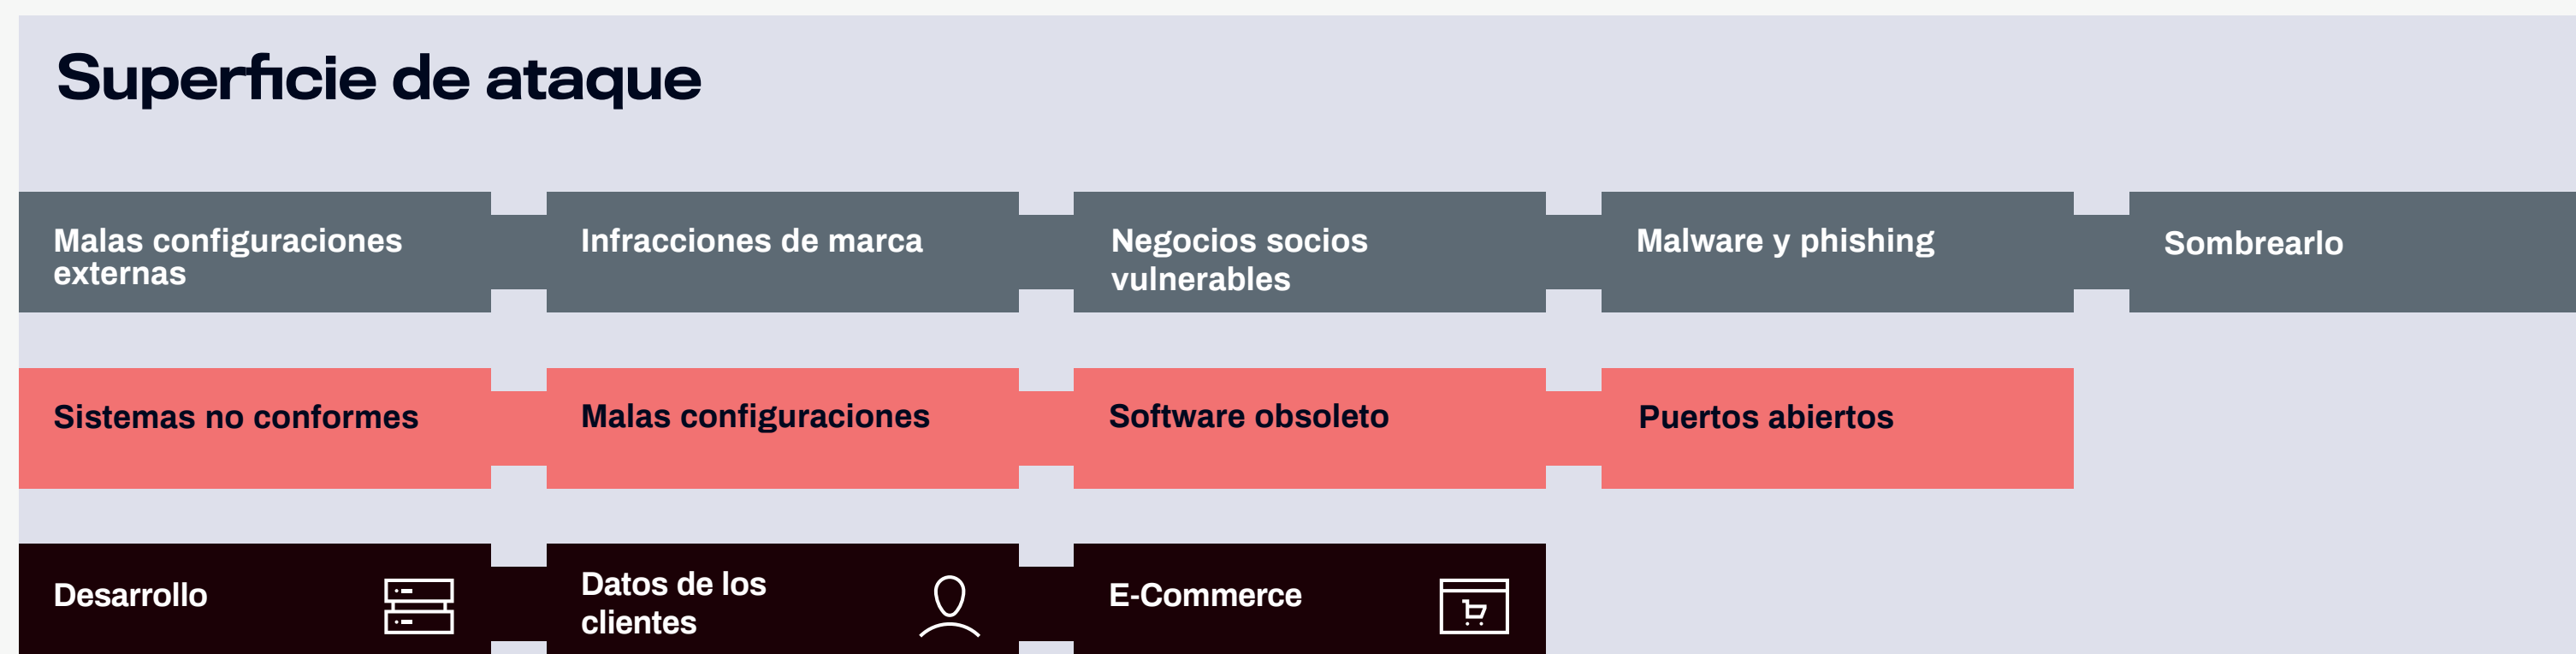 Superficie de ataque
Malas configuraciones
externas
Infracciones de marca
Negocios socios
vulnerables
Malware y phishing
Sombrearlo
Sistemas no conformes
Malas configuraciones
Software obsoleto
Puertos abiertos
Desarrollo
Datos de los
clientes
E-Commerce